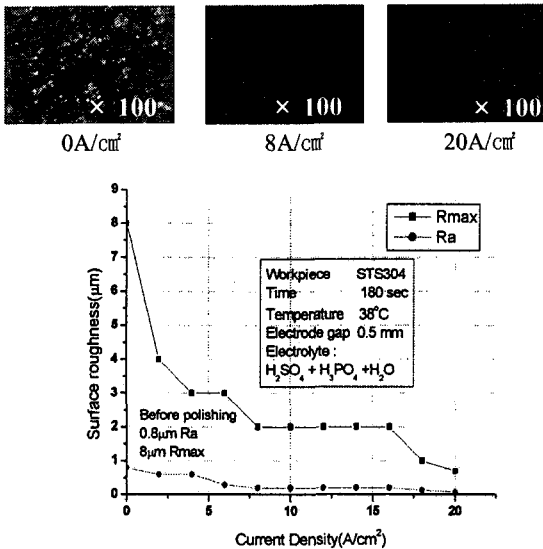 × 100
× 100
× 100
0A/㎠
8A/㎠
20A/㎠
9
8
7
6
5
4
3
2
1
0
Surface roughness(μm)
Rmax
Ra
Workpiece STS304
Time 180 sec
Temperature 38°C
Electrode gap 0.5 mm
Electrolyte :
H₂SO₄ + H₃PO₄ +H₂O
Before polishing
0.8μm Ra
8μm Rmax
0 5 10 15 20
Current Density(A/cm²)